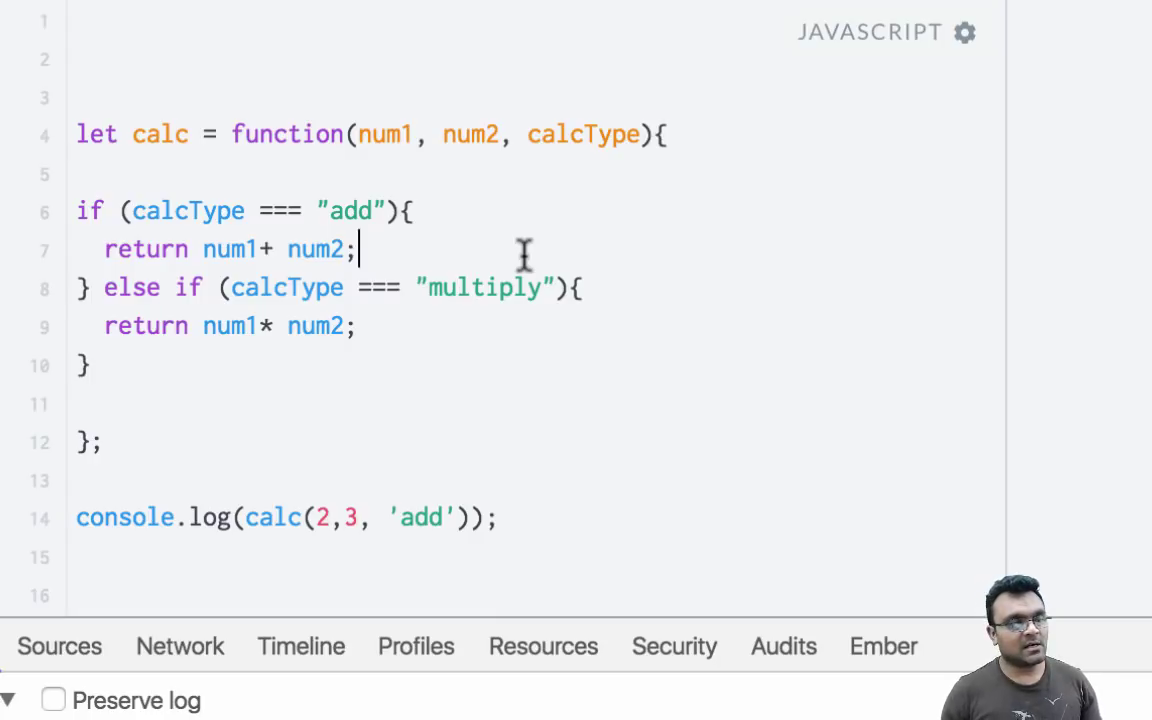 1
JAVASCRIPT
2
3
4 let calc = function(num1, num2, calcType){
5
6 if (calcType === "add"){
7 return num1+ num2;
8 } else if (calcType === "multiply"){
9 return num1* num2;
10 }
11
12 };
13
14 console.log(calc(2,3, 'add'));
15
16
Sources Network Timeline Profiles Resources Security Audits Ember
Preserve log